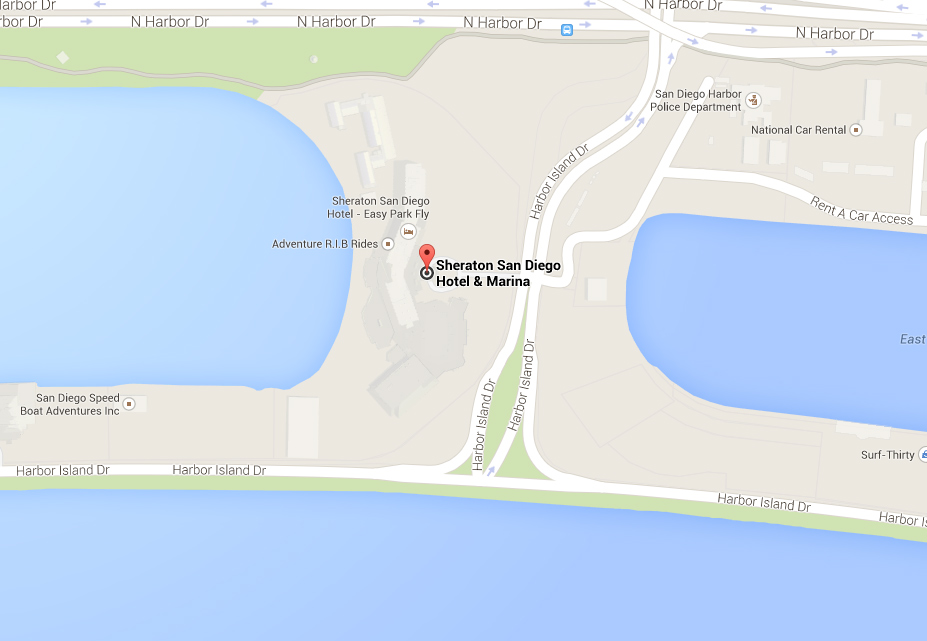 Harbor Dr
N Harbor Dr
rbor Dr
N Harbor Dr
N Harbor Dr
N Harbor Dr
N Harbor Dr
San Diego Harbor
Police Department
National Car Rental
Harbor Island Dr
Rent A Car Access
Sheraton San Diego
Hotel - Easy Park Fly
Adventure R.I.B Rides
Sheraton San Diego
Hotel & Marina
East
Harbor Island Dr
Harbor Island Dr
San Diego Speed
Boat Adventures Inc
Surf-Thirty
Harbor Island Dr
Harbor Island Dr
Harbor Island Dr
Harbor Is